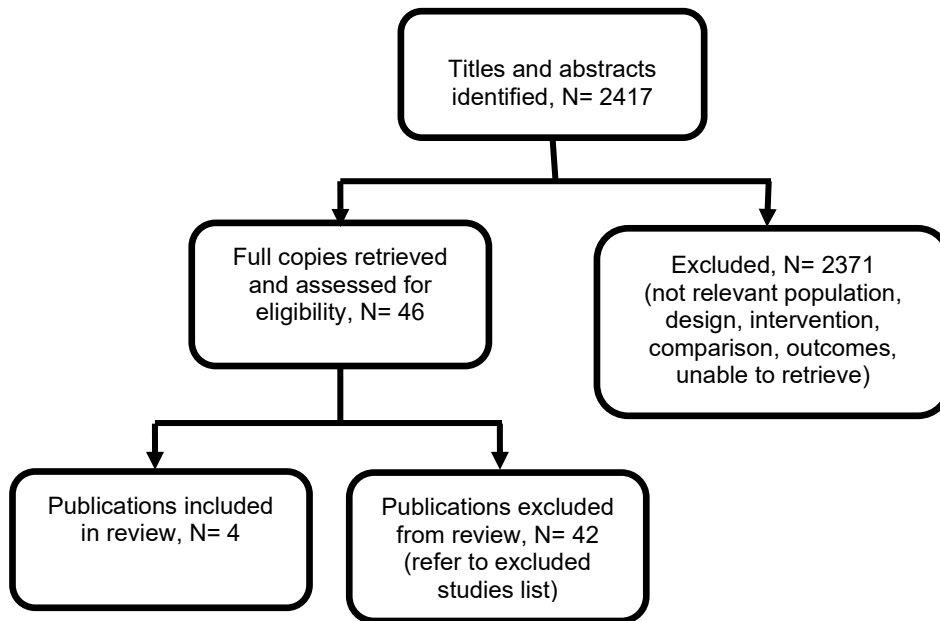 Titles and abstracts
identified, N= 2417
Full copies retrieved
and assessed for
eligibility, N= 46
Excluded, N= 2371
(not relevant population,
design, intervention,
comparison, outcomes,
unable to retrieve)
Publications included
in review, N= 4
Publications excluded
from review, N= 42
(refer to excluded
studies list)